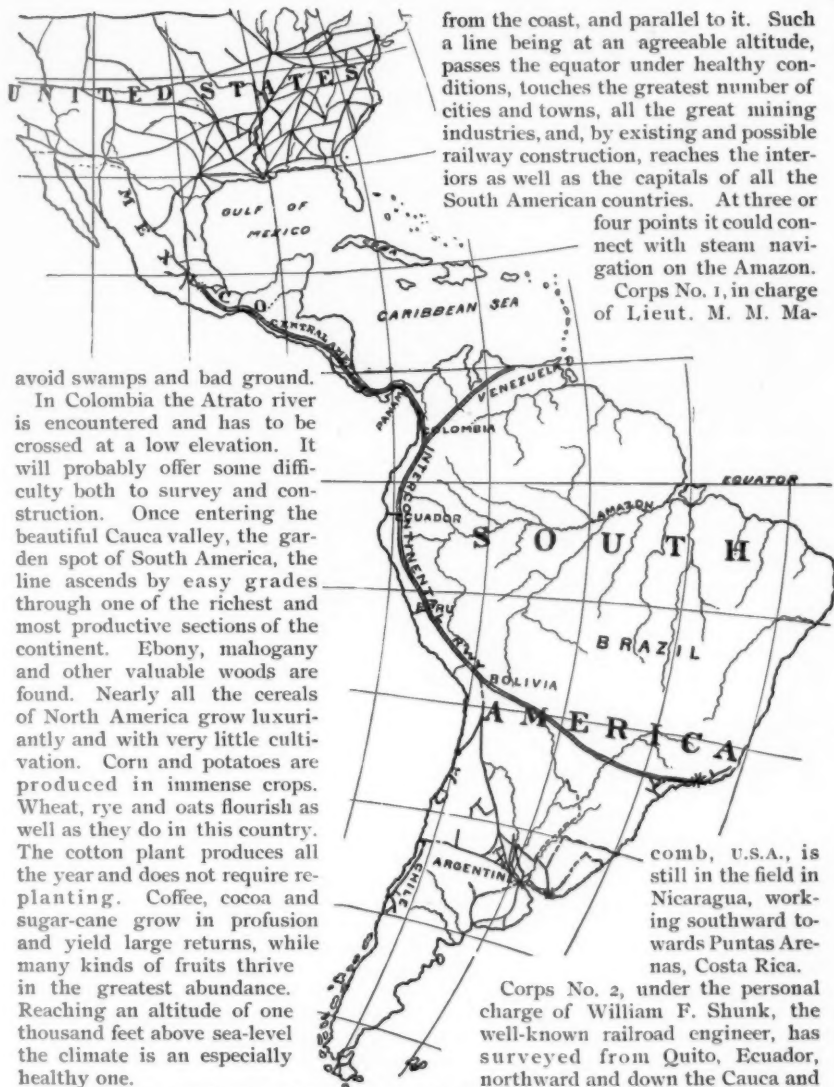 from the coast, and parallel to it. Such
a line being at an agreeable altitude,
passes the equator under healthy con-
ditions, touches the greatest number of
cities and towns, all the great mining
industries, and, by existing and possible
railway construction, reaches the inter-
iors as well as the capitals of all the
South American countries. At three or
four points it could con-
nect with steam navi-
gation on the Amazon.
Corps No. 1, in charge
of Lieut. M. M. Ma-
UNITED STATES
MEXICO
GULF OF
MEXICO
CUBA
CARIBBEAN SEA
CENTRAL AME
PANAMA
VENEZUELA
COLOMBIA
INTERCONTINENTAL RWY
EQUATOR
ECUADOR
AMAZON
SOUTH
PERU
BRAZIL
BOLIVIA
AMERICA
ARGENTINE
CHILE
avoid swamps and bad ground.
In Colombia the Atrato river
is encountered and has to be
crossed at a low elevation. It
will probably offer some diffi-
culty both to survey and con-
struction. Once entering the
beautiful Cauca valley, the gar-
den spot of South America, the
line ascends by easy grades
through one of the richest and
most productive sections of the
continent. Ebony, mahogany
and other valuable woods are
found. Nearly all the cereals
of North America grow luxuri-
antly and with very little culti-
vation. Corn and potatoes are
produced in immense crops.
Wheat, rye and oats flourish as
well as they do in this country.
The cotton plant produces all
the year and does not require re-
planting. Coffee, cocoa and
sugar-cane grow in profusion
and yield large returns, while
many kinds of fruits thrive
in the greatest abundance.
Reaching an altitude of one
thousand feet above sea-level
the climate is an especially
healthy one.
comb, U.S.A., is
still in the field in
Nicaragua, work-
ing southward to-
wards Puntas Are-
nas, Costa Rica.
Corps No. 2, under the personal
charge of William F. Shunk, the
well-known railroad engineer, has
surveyed from Quito, Ecuador,
northward and down the Cauca and